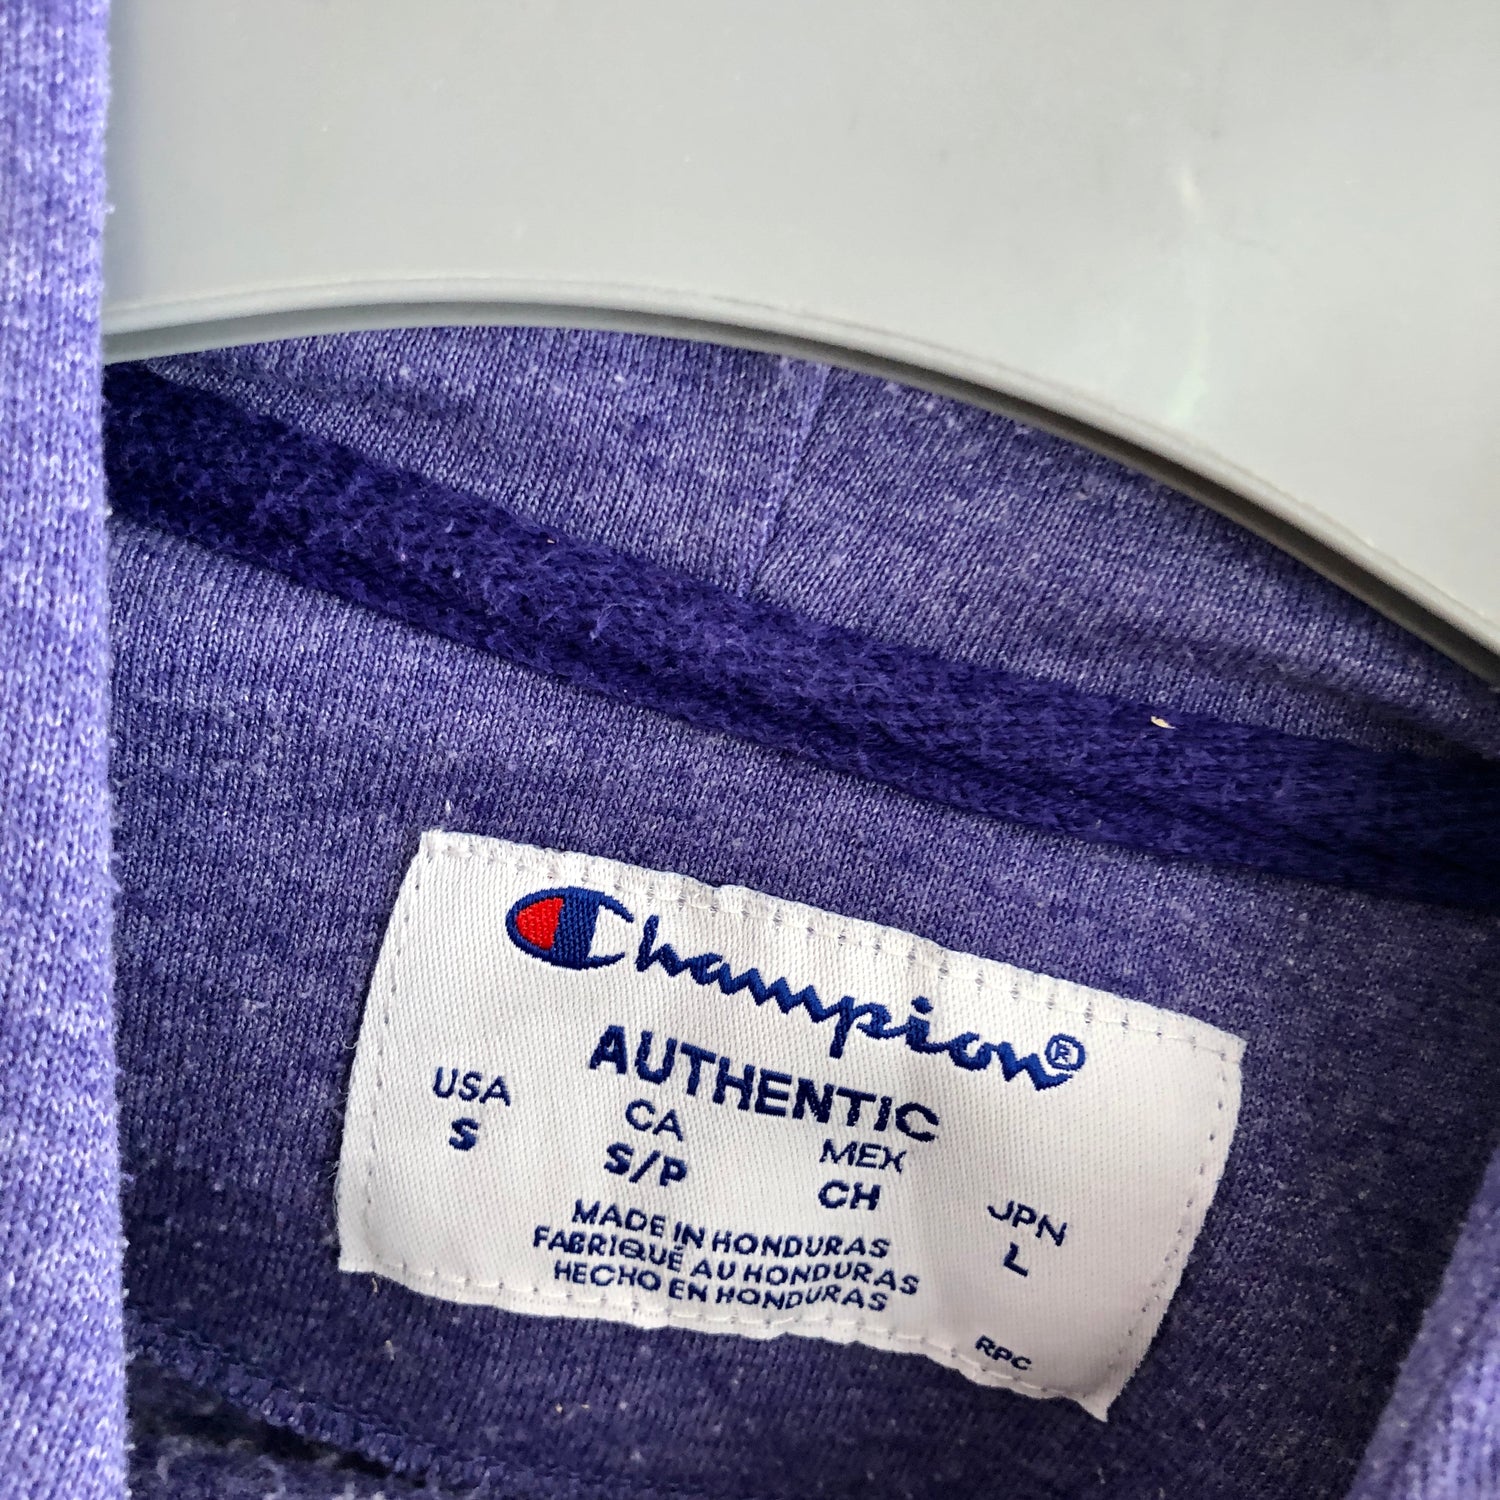 Champion®
AUTHENTIC
USA CA MEX JPN
S S/P CH L
MADE IN HONDURAS
FABRIQUÉ AU HONDURAS
HECHO EN HONDURAS
RPC